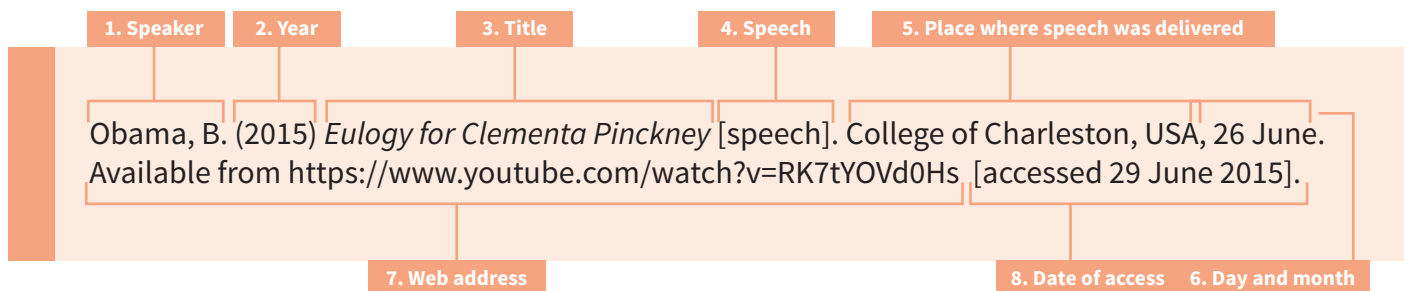 1. Speaker 2. Year 3. Title 4. Speech 5. Place where speech was delivered
Obama, B. (2015) Eulogy for Clementa Pinckney [speech]. College of Charleston, USA, 26 June.
Available from https://www.youtube.com/watch?v=RK7tYOVd0Hs [accessed 29 June 2015].
7. Web address 8. Date of access 6. Day and month